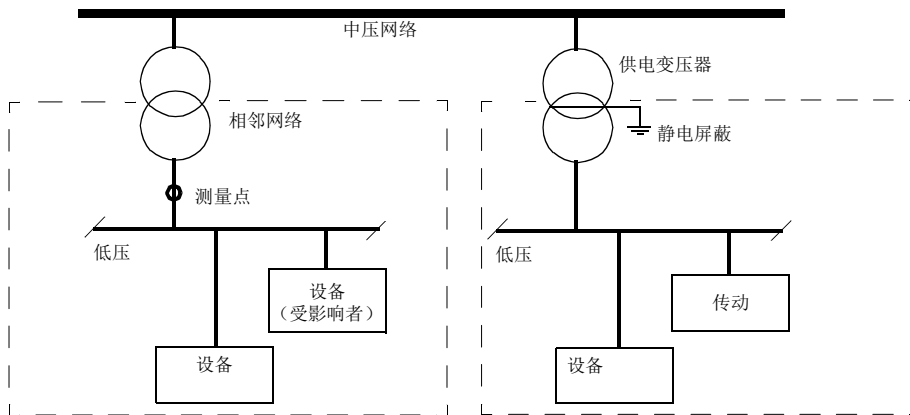 中压网络
供电变压器
相邻网络
静电屏蔽
测量点
低压
低压
设备
（受影响者）
传动
设备
设备